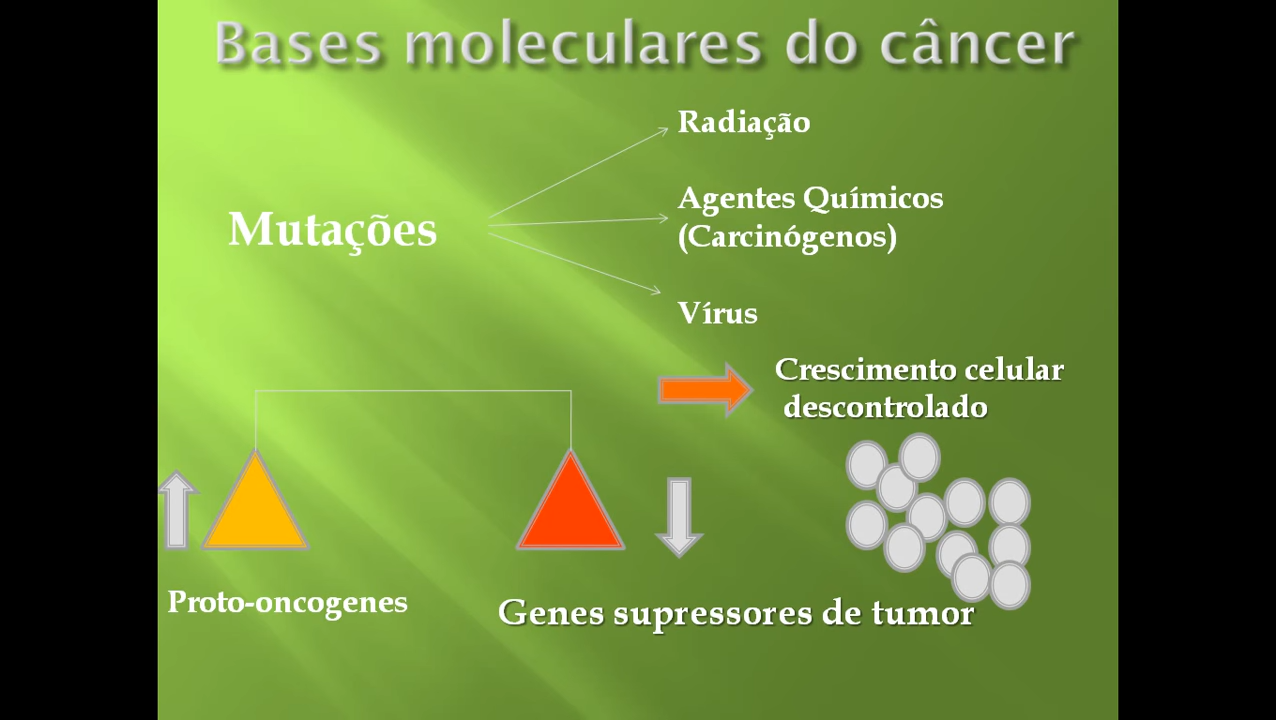 Bases moleculares do câncer
Radiação
Mutações
Agentes Químicos
(Carcinógenos)
Vírus
Crescimento celular
descontrolado
Proto-oncogenes
Genes supressores de tumor